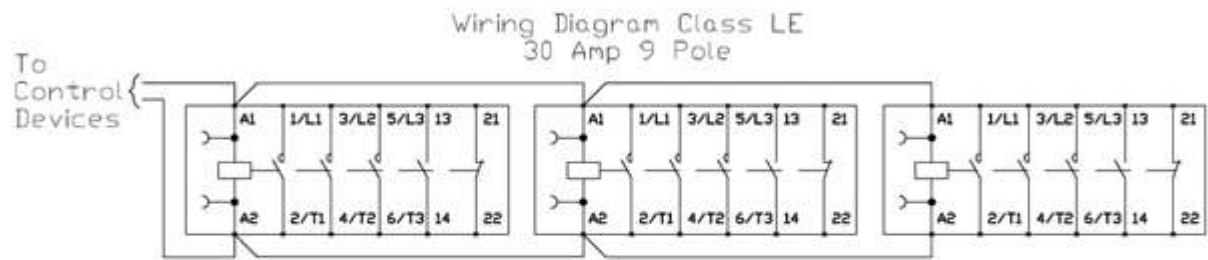 Wiring Diagram Class LE
30 Amp 9 Pole
To
Control
Devices
A1 1/L1 3/L2 5/L3 13 21
A2 2/T1 4/T2 6/T3 14 22
A1 1/L1 3/L2 5/L3 13 21
A2 2/T1 4/T2 6/T3 14 22
A1 1/L1 3/L2 5/L3 13 21
A2 2/T1 4/T2 6/T3 14 22